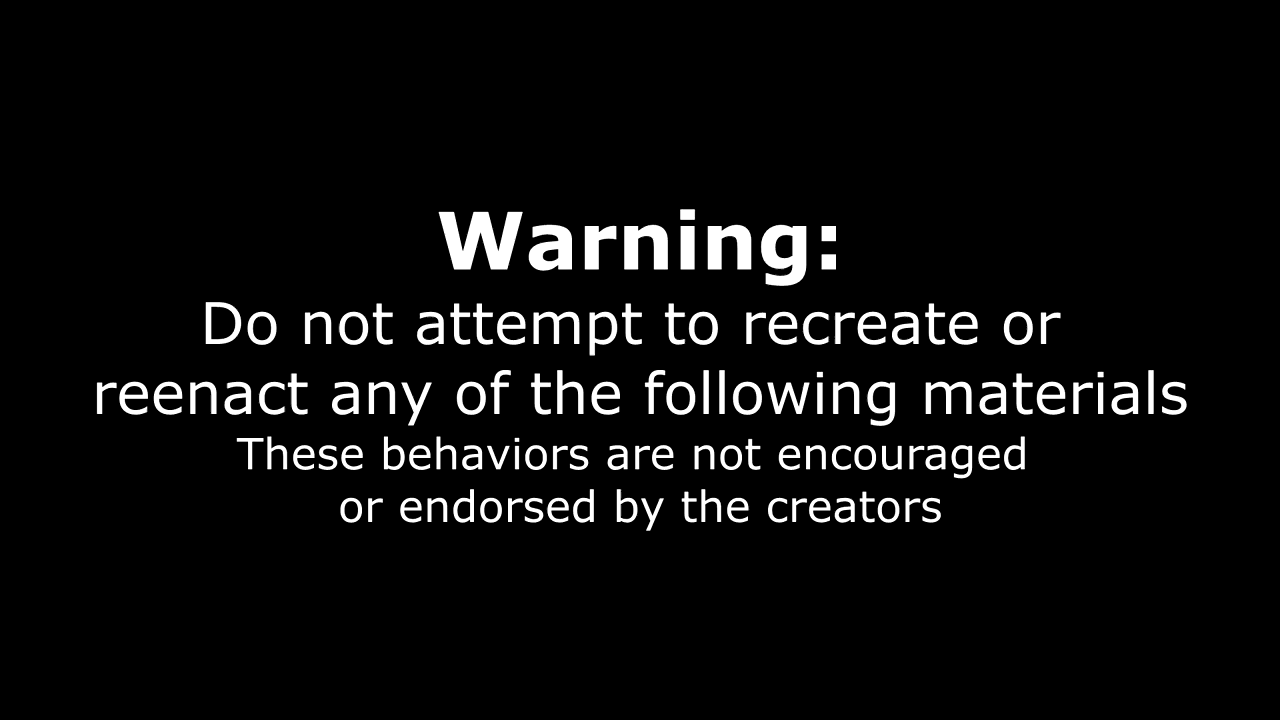 Warning:
Do not attempt to recreate or
reenact any of the following materials
These behaviors are not encouraged
or endorsed by the creators